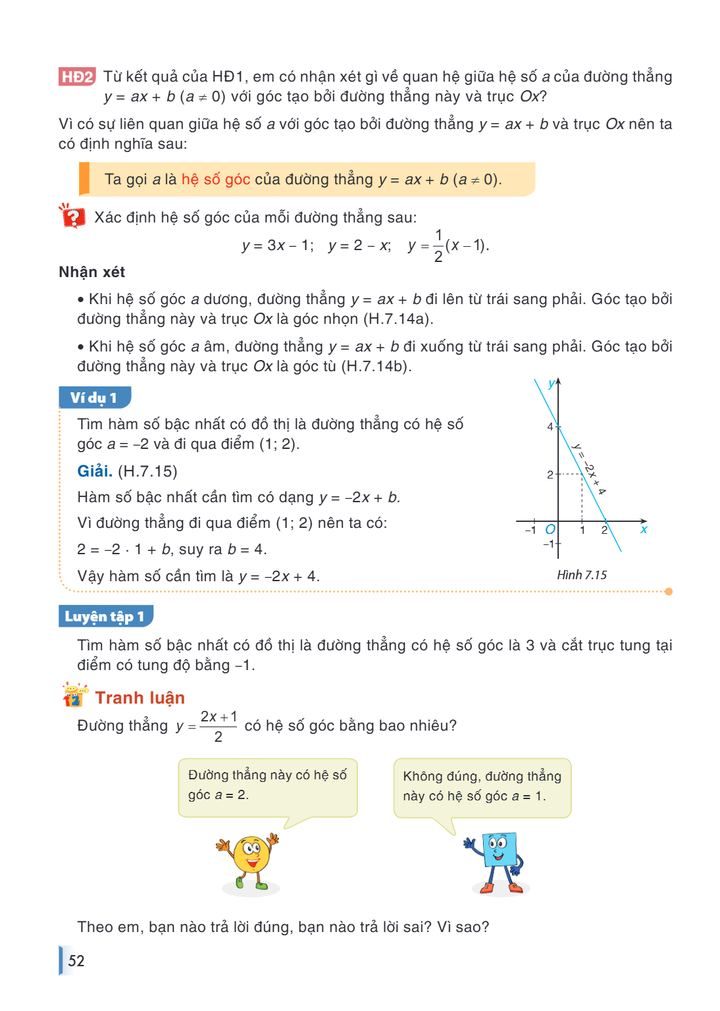 HĐ2 Từ kết quả của HĐ1, em có nhận xét gì về quan hệ giữa hệ số a của đường thẳng
y = ax + b (a ≠ 0) với góc tạo bởi đường thẳng này và trục Ox?
Vì có sự liên quan giữa hệ số a với góc tạo bởi đường thẳng y = ax + b và trục Ox nên ta
có định nghĩa sau:
Ta gọi a là hệ số góc của đường thẳng y = ax + b (a ≠ 0).
? Xác định hệ số góc của mỗi đường thẳng sau:
y = 3x – 1; y = 2 – x; y = 1/2 (x – 1).
Nhận xét
• Khi hệ số góc a dương, đường thẳng y = ax + b đi lên từ trái sang phải. Góc tạo bởi
đường thẳng này và trục Ox là góc nhọn (H.7.14a).
• Khi hệ số góc a âm, đường thẳng y = ax + b đi xuống từ trái sang phải. Góc tạo bởi
đường thẳng này và trục Ox là góc tù (H.7.14b).
Ví dụ 1
Tìm hàm số bậc nhất có đồ thị là đường thẳng có hệ số
góc a = –2 và đi qua điểm (1; 2).
Giải. (H.7.15)
Hàm số bậc nhất cần tìm có dạng y = –2x + b.
Vì đường thẳng đi qua điểm (1; 2) nên ta có:
2 = –2 · 1 + b, suy ra b = 4.
Vậy hàm số cần tìm là y = –2x + 4.
y
4
y = –2x + 4
2
–1 O 1 2 x
–1
Hình 7.15
Luyện tập 1
Tìm hàm số bậc nhất có đồ thị là đường thẳng có hệ số góc là 3 và cắt trục tung tại
điểm có tung độ bằng –1.
1 2 Tranh luận
Đường thẳng y = (2x + 1)/2 có hệ số góc bằng bao nhiêu?
Đường thẳng này có hệ số
góc a = 2.
Không đúng, đường thẳng
này có hệ số góc a = 1.
Theo em, bạn nào trả lời đúng, bạn nào trả lời sai? Vì sao?
52